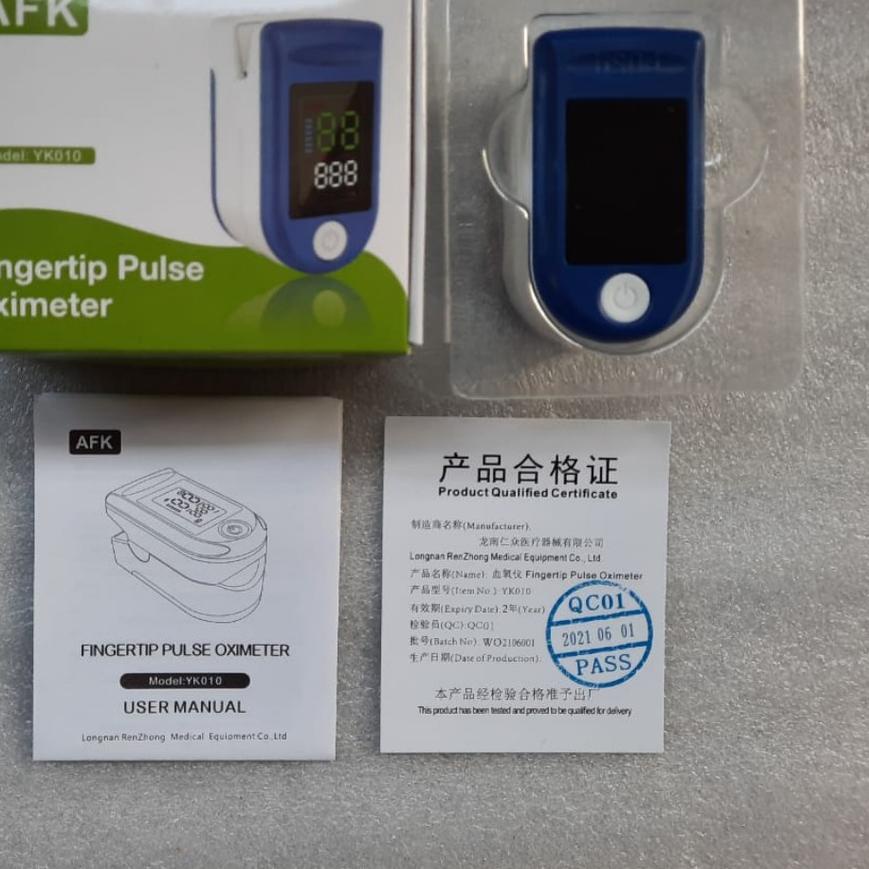 AFK
del: YK010
88
888
ngertip Pulse
ximeter
AFK
FINGERTIP PULSE OXIMETER
Model:YK010
USER MANUAL
Longnan RenZhong Medical Equipment Co.,Ltd
产品合格证
Product Qualified Certificate
制造商名称(Manufacturer):
龙南仁众医疗器械有限公司
Longnan RenZhong Medical Equipment Co., Ltd
产品名称(Name): 血氧仪 Fingertip Pulse Oximeter
产品型号(Item No.):YK010
有效期(Expiry Date):2年(Year)
检验员(QC):QC01
批号(Batch No): WO2106001
生产日期(Date of Production):
QC01
2021 06 01
PASS
本产品经检验合格准予出厂
This product has been tested and proved to be qualified for delivery